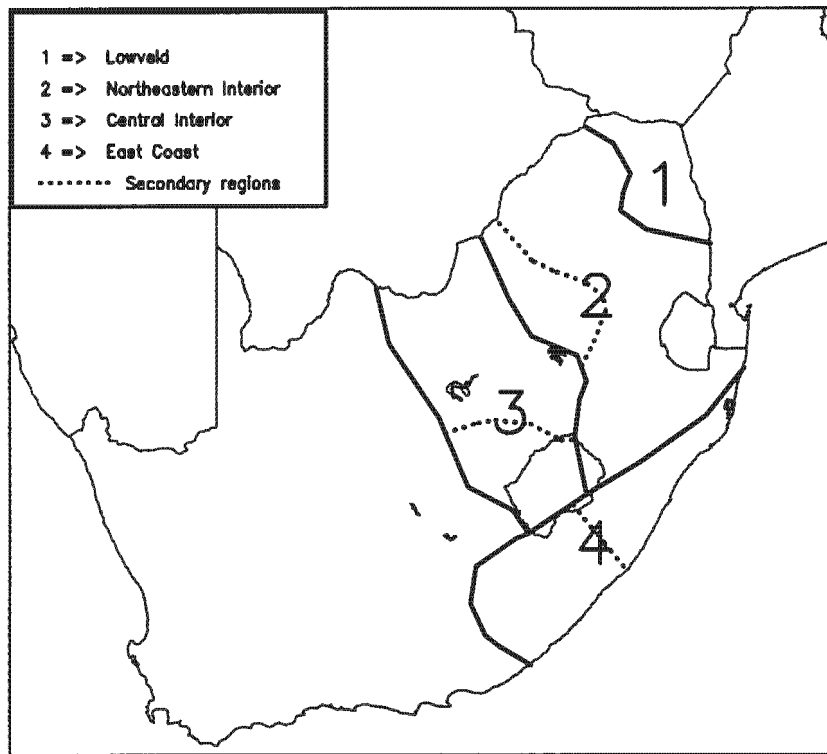 1 => Lowveld
2 => Northeastern Interior
3 => Central Interior
4 => East Coast
Secondary regions
1
2
3
4